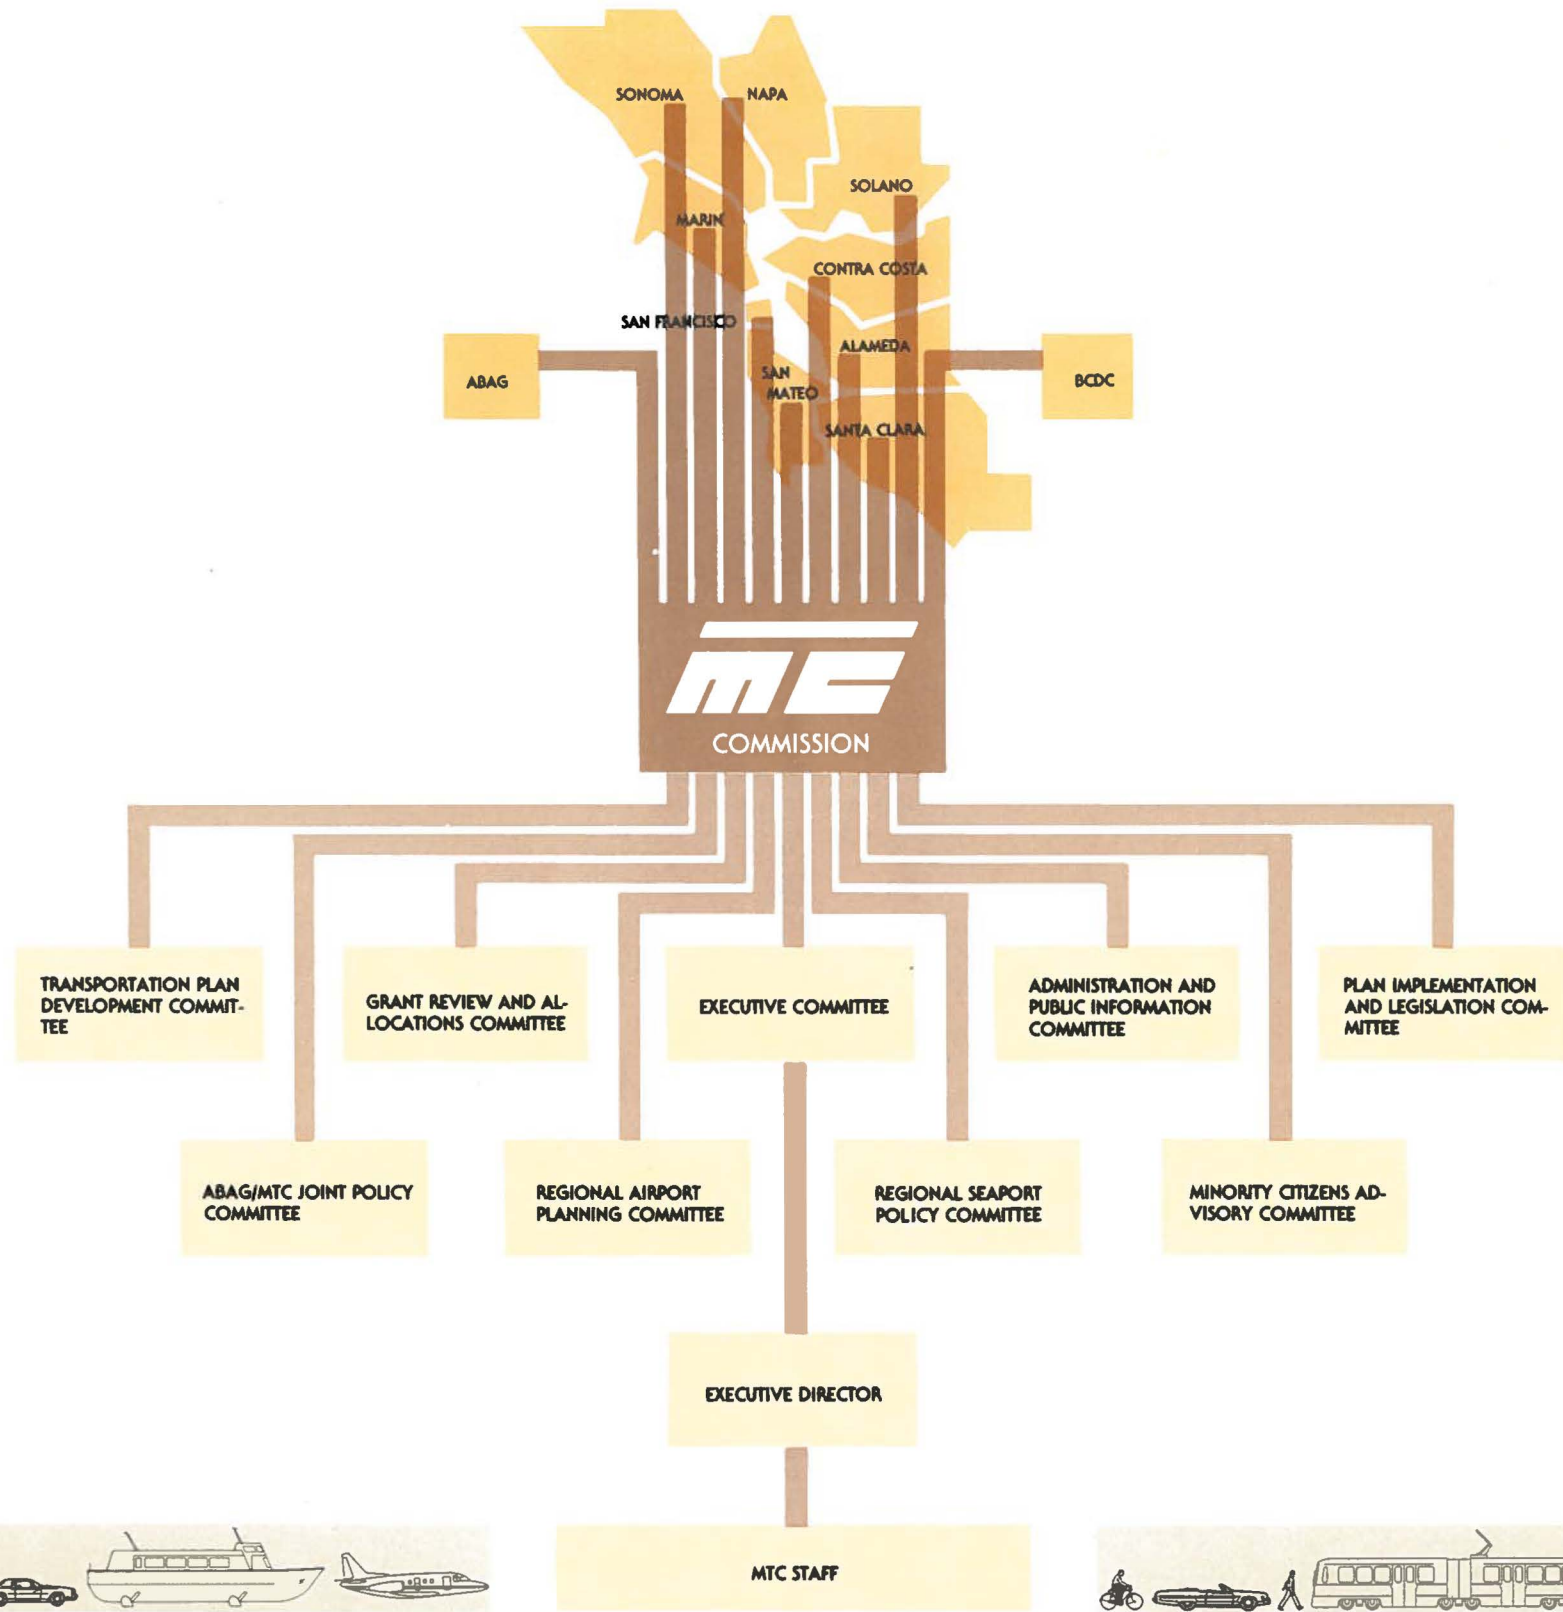 SONOMA
NAPA
SOLANO
MARIN
CONTRA COSTA
SAN FRANCISCO
ALAMEDA
SAN
MATEO
SANTA CLARA
ABAG
BCDC
MTC
COMMISSION
TRANSPORTATION PLAN
DEVELOPMENT COMMIT-
TEE
GRANT REVIEW AND AL-
LOCATIONS COMMITTEE
EXECUTIVE COMMITTEE
ADMINISTRATION AND
PUBLIC INFORMATION
COMMITTEE
PLAN IMPLEMENTATION
AND LEGISLATION COM-
MITTEE
ABAG/MTC JOINT POLICY
COMMITTEE
REGIONAL AIRPORT
PLANNING COMMITTEE
REGIONAL SEAPORT
POLICY COMMITTEE
MINORITY CITIZENS AD-
VISORY COMMITTEE
EXECUTIVE DIRECTOR
MTC STAFF